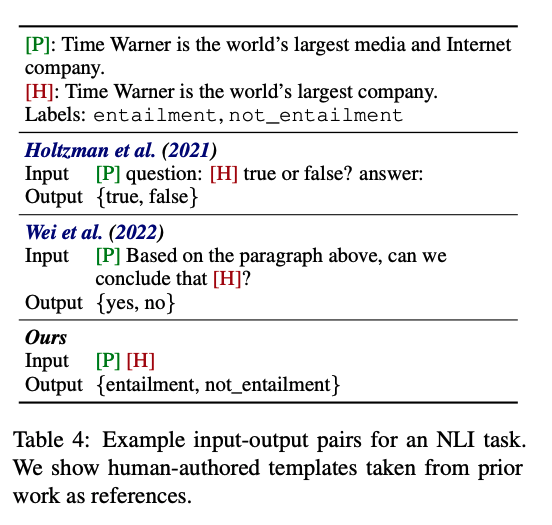 [P]: Time Warner is the world's largest media and Internet
company.
[H]: Time Warner is the world's largest company.
Labels: entailment, not_entailment
Holtzman et al. (2021)
Input [P] question: [H] true or false? answer:
Output {true, false}
Wei et al. (2022)
Input [P] Based on the paragraph above, can we
conclude that [H]?
Output {yes, no}
Ours
Input [P] [H]
Output {entailment, not_entailment}
Table 4: Example input-output pairs for an NLI task.
We show human-authored templates taken from prior
work as references.